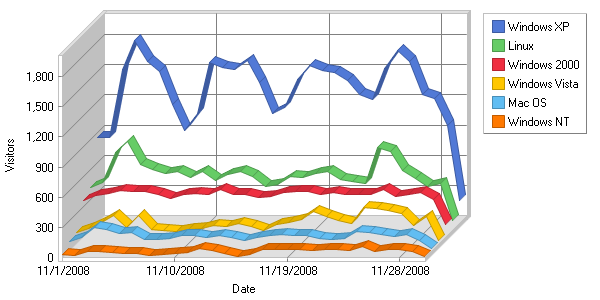 Windows XP
Linux
Windows 2000
Windows Vista
Mac OS
Windows NT
1,800
1,500
1,200
900
600
300
0
Visitors
11/1/2008 11/10/2008 11/19/2008 11/28/2008
Date